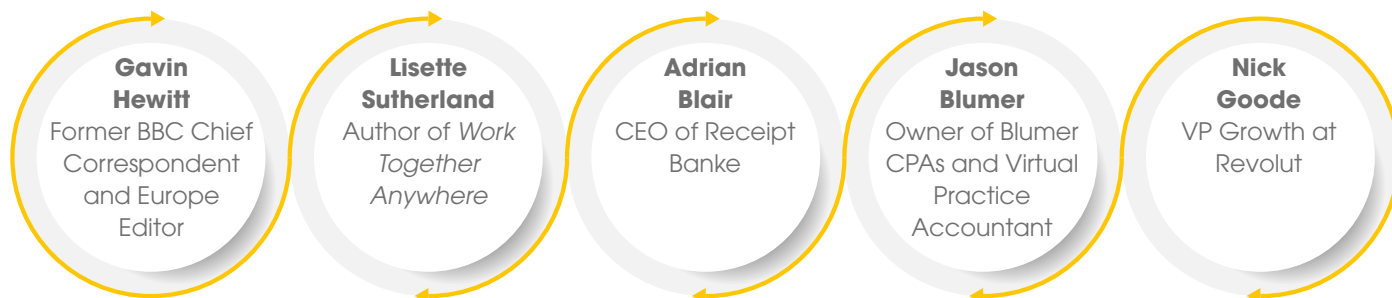 Gavin
Hewitt
Former BBC Chief
Correspondent
and Europe
Editor
Lisette
Sutherland
Author of Work
Together
Anywhere
Adrian
Blair
CEO of Receipt
Banke
Jason
Blumer
Owner of Blumer
CPAs and Virtual
Practice
Accountant
Nick
Goode
VP Growth at
Revolut